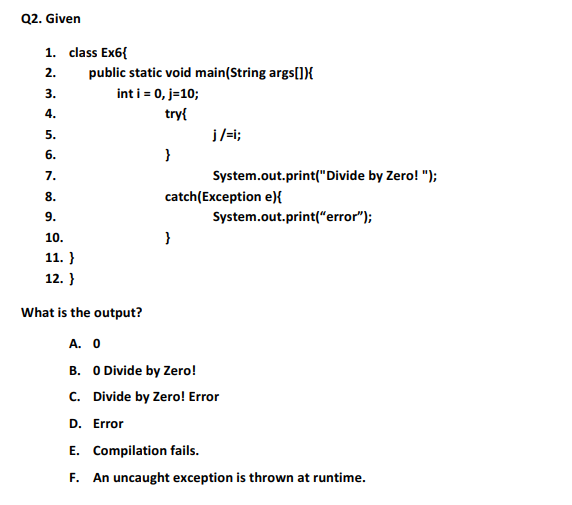 Q2. Given
1. class Ex6{
2. public static void main(String args[]){
3. int i = 0, j=10;
4. try{
5. j /=i;
6. }
7. System.out.print("Divide by Zero! ");
8. catch(Exception e){
9. System.out.print(“error”);
10. }
11. }
12. }
What is the output?
A. 0
B. 0 Divide by Zero!
C. Divide by Zero! Error
D. Error
E. Compilation fails.
F. An uncaught exception is thrown at runtime.